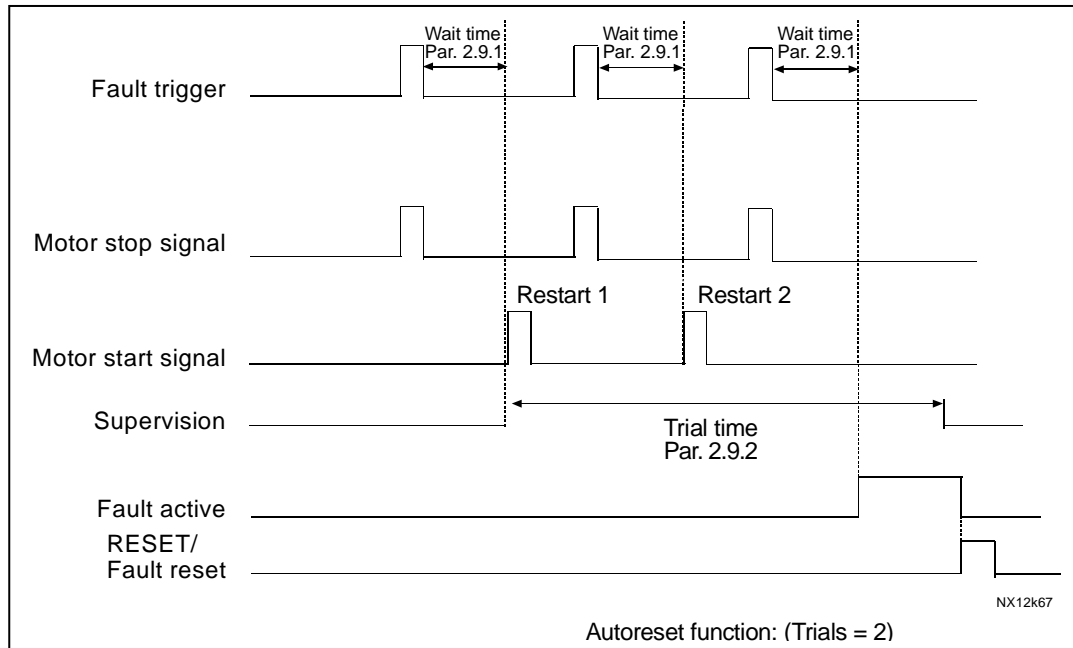 Wait time
Par. 2.9.1
Wait time
Par. 2.9.1
Wait time
Par. 2.9.1
Fault trigger
Motor stop signal
Restart 1
Restart 2
Motor start signal
Supervision
Trial time
Par. 2.9.2
Fault active
RESET/
Fault reset
NX12k67
Autoreset function: (Trials = 2)